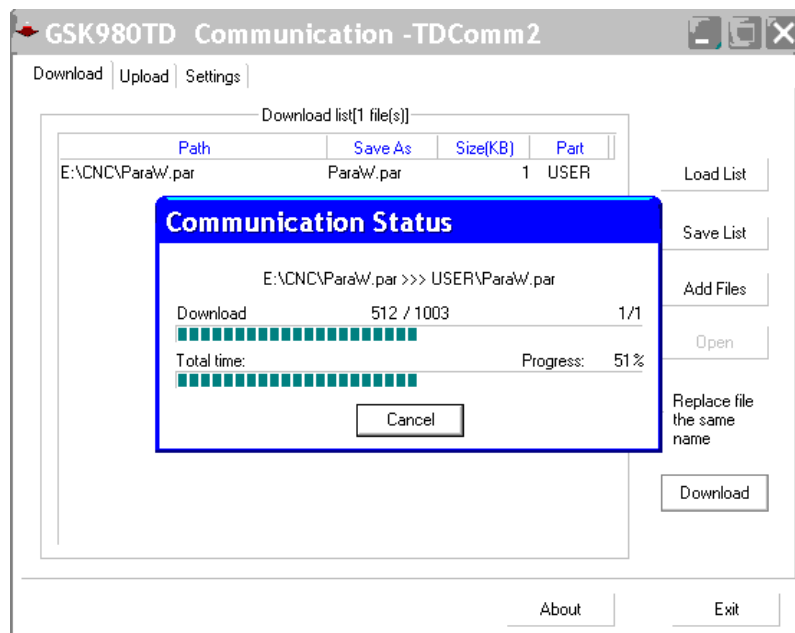 GSK980TD Communication -TDComm2
Download Upload Settings
Download list[1 file(s)]
Path Save As Size(KB) Part
E:\CNC\ParaW.par ParaW.par 1 USER
Load List
Save List
Add Files
Open
Replace file
the same
name
Download
Communication Status
E:\CNC\ParaW.par >>> USER\ParaW.par
Download 512 / 1003 1/1
Total time: Progress: 51%
Cancel
About Exit